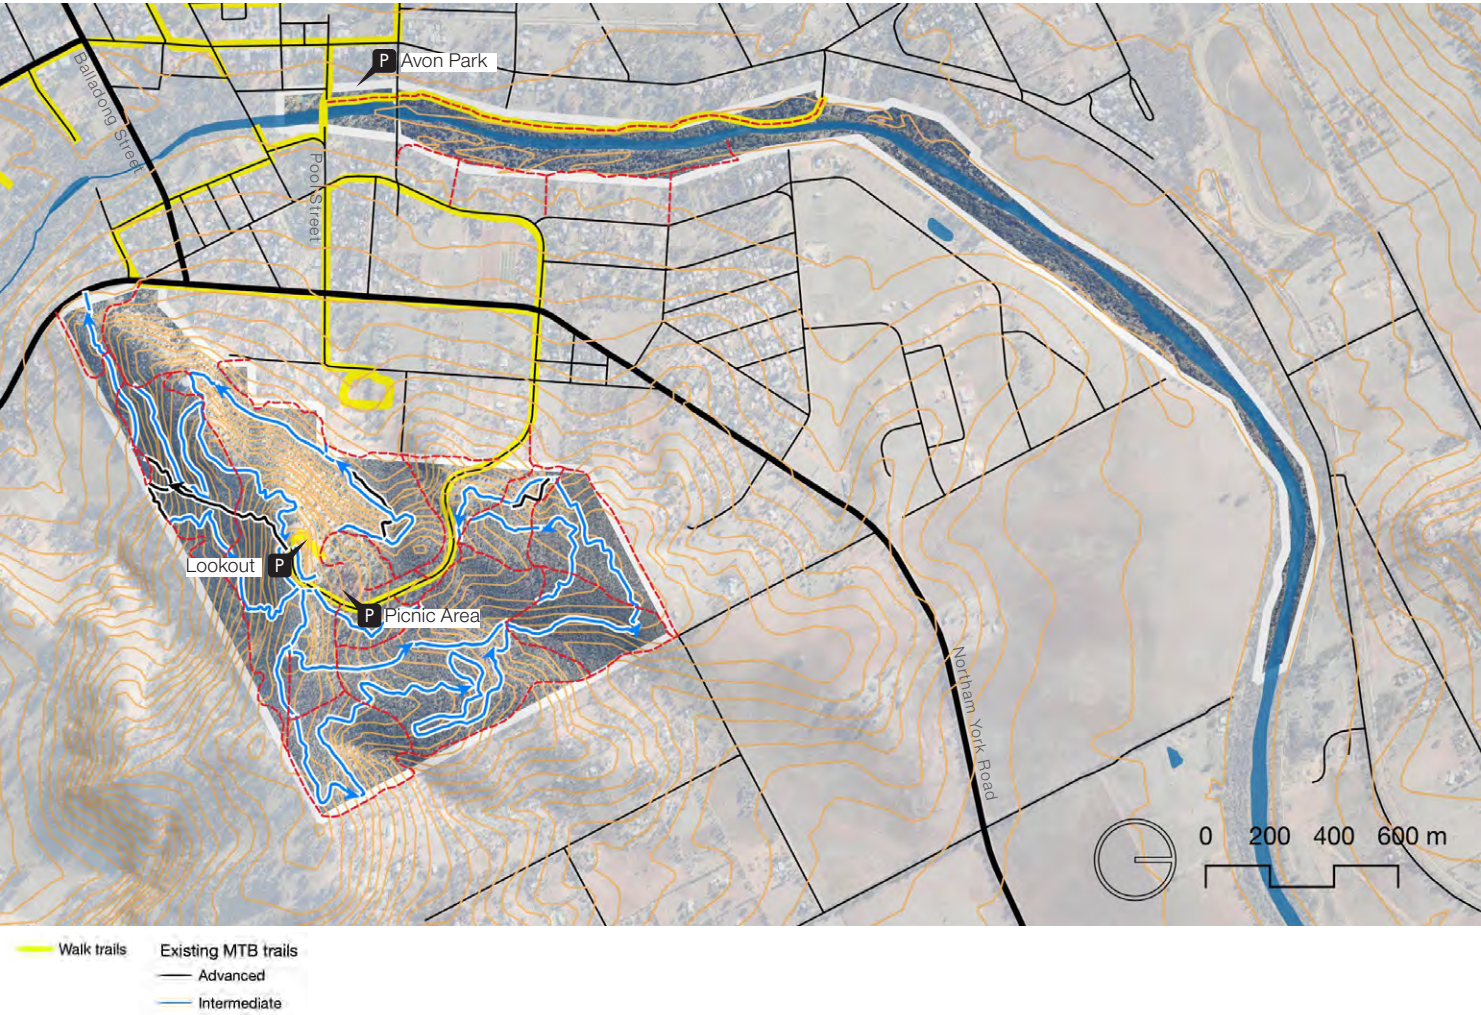 P Avon Park
Balladong Street
Pool Street
Lookout P
P Picnic Area
Northam York Road
0 200 400 600 m
Walk trails
Existing MTB trails
Advanced
Intermediate